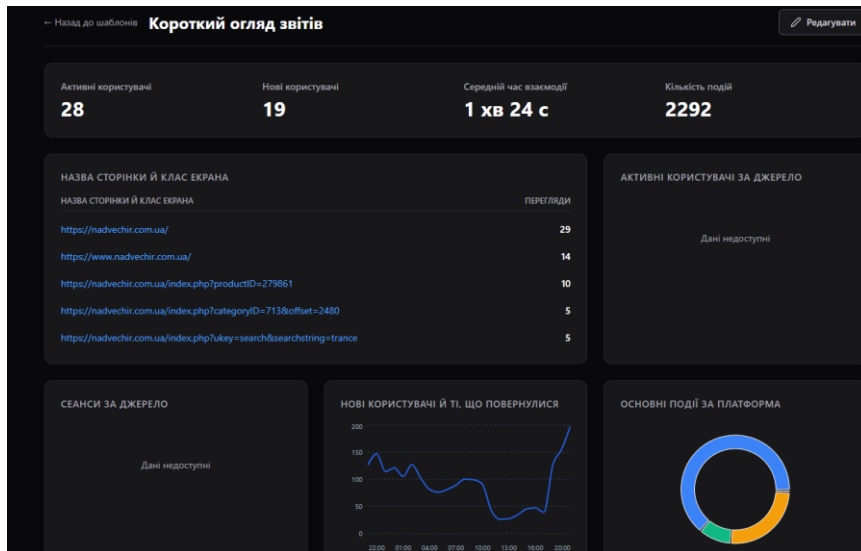 ← Назад до шаблонів Короткий огляд звітів
Редагувати
Активні користувачі
28
Нові користувачі
19
Середній час взаємодії
1 хв 24 с
Кількість подій
2292
НАЗВА СТОРІНКИ Й КЛАС ЕКРАНА
НАЗВА СТОРІНКИ Й КЛАС ЕКРАНА ПЕРЕГЛЯДИ
https://nadvechir.com.ua/ 29
https://www.nadvechir.com.ua/ 14
https://nadvechir.com.ua/index.php?productID=279861 10
https://nadvechir.com.ua/index.php?categoryID=713&offset=2480 5
https://nadvechir.com.ua/index.php?ukey=search&searchstring=trance 5
АКТИВНІ КОРИСТУВАЧІ ЗА ДЖЕРЕЛО
Дані недоступні
СЕАНСИ ЗА ДЖЕРЕЛО
Дані недоступні
НОВІ КОРИСТУВАЧІ Й ТІ, ЩО ПОВЕРНУЛИСЯ
200
150
100
50
0
22:00 01:00 04:00 07:00 10:00 13:00 16:00 20:00
ОСНОВНІ ПОДІЇ ЗА ПЛАТФОРМА